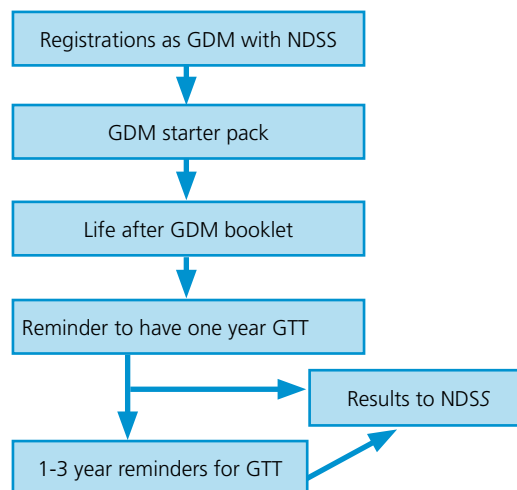 Registrations as GDM with NDSS
GDM starter pack
Life after GDM booklet
Reminder to have one year GTT
Results to NDSS
1-3 year reminders for GTT